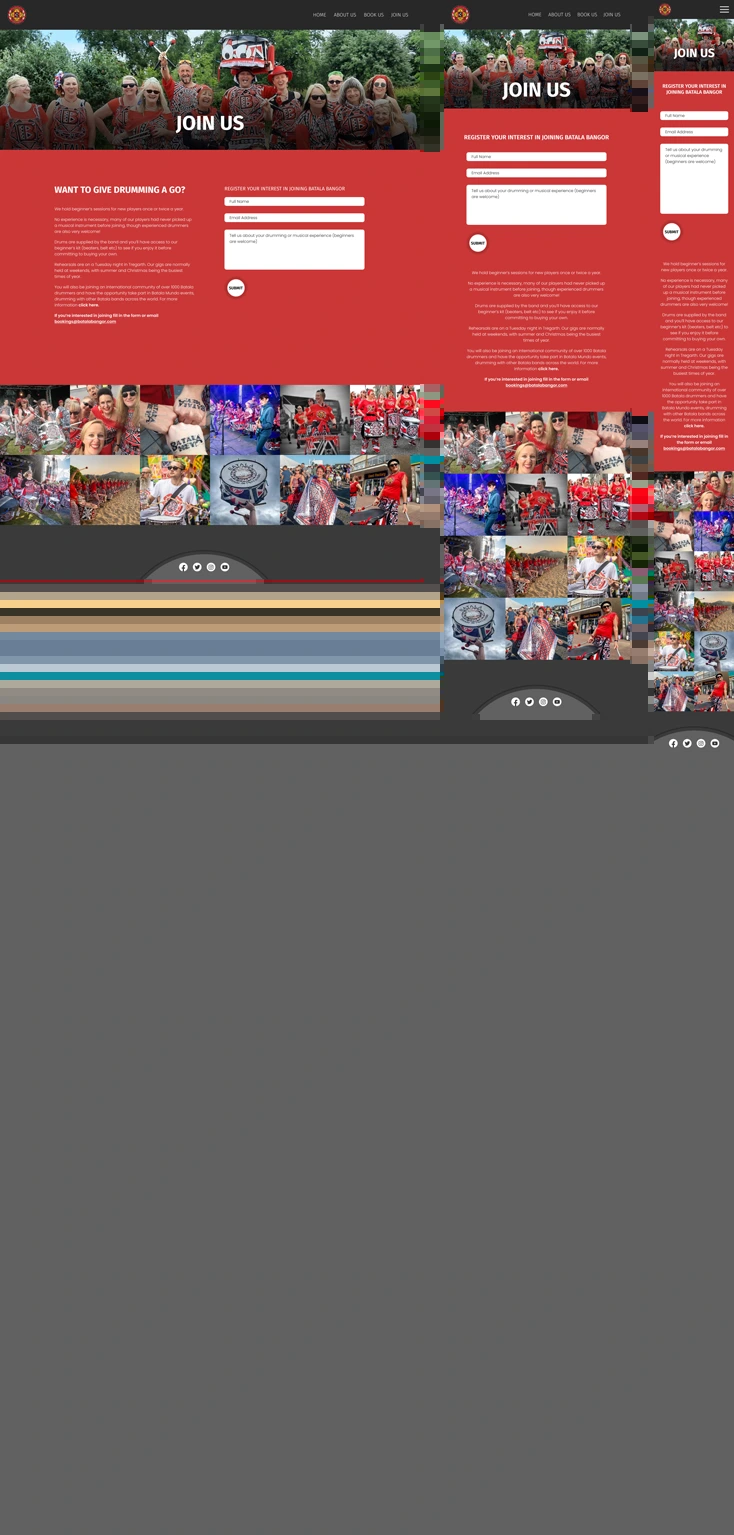 HOME ABOUT US BOOK US JOIN US
JOIN US
WANT TO GIVE DRUMMING A GO?
We hold beginner's sessions for new players once or twice a year.
No experience is necessary, many of our players had never picked up
a musical instrument before joining, though experienced drummers
are also very welcome!
Drums are supplied by the band and you'll have access to our
beginner's kit (beaters, belt etc) to see if you enjoy it before
committing to buying your own.
Rehearsals are on a Tuesday night in Tregarth. Our gigs are normally
held at weekends, with summer and Christmas being the busiest
times of year.
You will also be joining an international community of over 1500 Batala
drummers and have the opportunity take part in Batala Mundo events,
drumming with other Batala bands across the world. For more
information click here.
If you're interested in joining fill in the form or email
bookings@batalabangor.com
REGISTER YOUR INTEREST IN JOINING BATALA BANGOR
Full Name
Email Address
Tell us about your drumming or musical experience (beginners
are welcome)
SUBMIT
HOME ABOUT US BOOK US JOIN US
JOIN US
REGISTER YOUR INTEREST IN JOINING BATALA BANGOR
Full Name
Email Address
Tell us about your drumming or musical experience (beginners
are welcome)
SUBMIT
We hold beginner's sessions for new players once or twice a year.
No experience is necessary, many of our players had never picked up
a musical instrument before joining, though experienced drummers
are also very welcome!
Drums are supplied by the band and you'll have access to our
beginner's kit (beaters, belt etc) to see if you enjoy it before
committing to buying your own.
Rehearsals are on a Tuesday night in Tregarth. Our gigs are normally
held at weekends, with summer and Christmas being the busiest
times of year.
You will also be joining an international community of over 1500 Batala
drummers and have the opportunity take part in Batala Mundo events,
drumming with other Batala bands across the world. For more
information click here.
If you're interested in joining fill in the form or email
bookings@batalabangor.com
JOIN US
REGISTER YOUR INTEREST IN
JOINING BATALA BANGOR
Full Name
Email Address
Tell us about your drumming
or musical experience
(beginners are welcome)
SUBMIT
We hold beginner's sessions for
new players once or twice a year.
No experience is necessary, many
of our players had never picked
up a musical instrument before
joining, though experienced
drummers are also very welcome!
Drums are supplied by the band
and you'll have access to our
beginner's kit (beaters, belt etc) to
see if you enjoy it before
committing to buying your own.
Rehearsals are on a Tuesday
night in Tregarth. Our gigs are
normally held at weekends, with
summer and Christmas being the
busiest times of year.
You will also be joining an
international community of over
1500 Batala drummers and have
the opportunity take part in
Batala Mundo events, drumming
with other Batala bands across
the world. For more information
click here.
If you're interested in joining fill in
the form or email
bookings@batalabangor.com